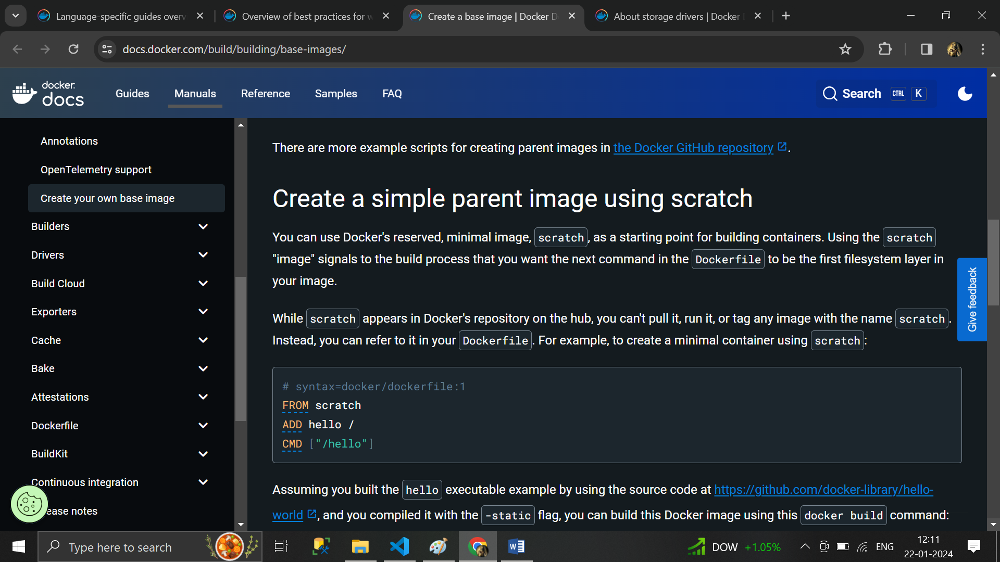 Language-specific guides overv
Overview of best practices for w
Create a base image | Docker D
About storage drivers | Docker
docs.docker.com/build/building/base-images/
docker
docs
Guides
Manuals
Reference
Samples
FAQ
Search CTRL K
Annotations
OpenTelemetry support
Create your own base image
Builders
Drivers
Build Cloud
Exporters
Cache
Bake
Attestations
Dockerfile
BuildKit
Continuous integration
ease notes
There are more example scripts for creating parent images in the Docker GitHub repository .
Create a simple parent image using scratch
You can use Docker's reserved, minimal image, scratch, as a starting point for building containers. Using the scratch
"image" signals to the build process that you want the next command in the Dockerfile to be the first filesystem layer in
your image.
While scratch appears in Docker's repository on the hub, you can't pull it, run it, or tag any image with the name scratch.
Instead, you can refer to it in your Dockerfile. For example, to create a minimal container using scratch:
# syntax=docker/dockerfile:1
FROM scratch
ADD hello /
CMD ["/hello"]
Assuming you built the hello executable example by using the source code at https://github.com/docker-library/hello-
world , and you compiled it with the -static flag, you can build this Docker image using this docker build command:
Give feedback
Type here to search
DOW +1.05%
ENG
12:11
22-01-2024